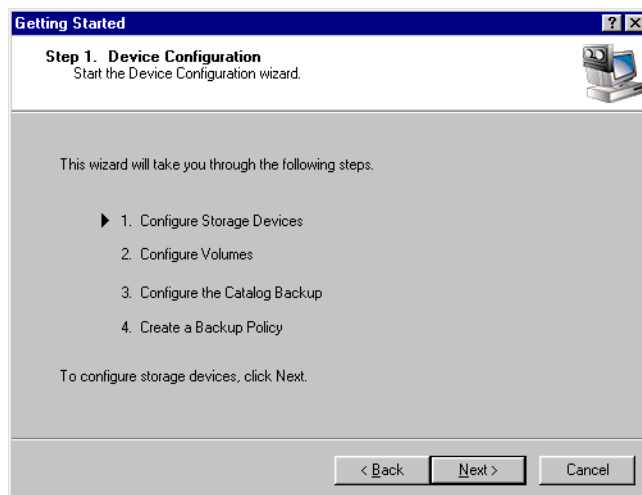 Getting Started
Step 1. Device Configuration
Start the Device Configuration wizard.
This wizard will take you through the following steps.
1. Configure Storage Devices
2. Configure Volumes
3. Configure the Catalog Backup
4. Create a Backup Policy
To configure storage devices, click Next.
< Back Next > Cancel